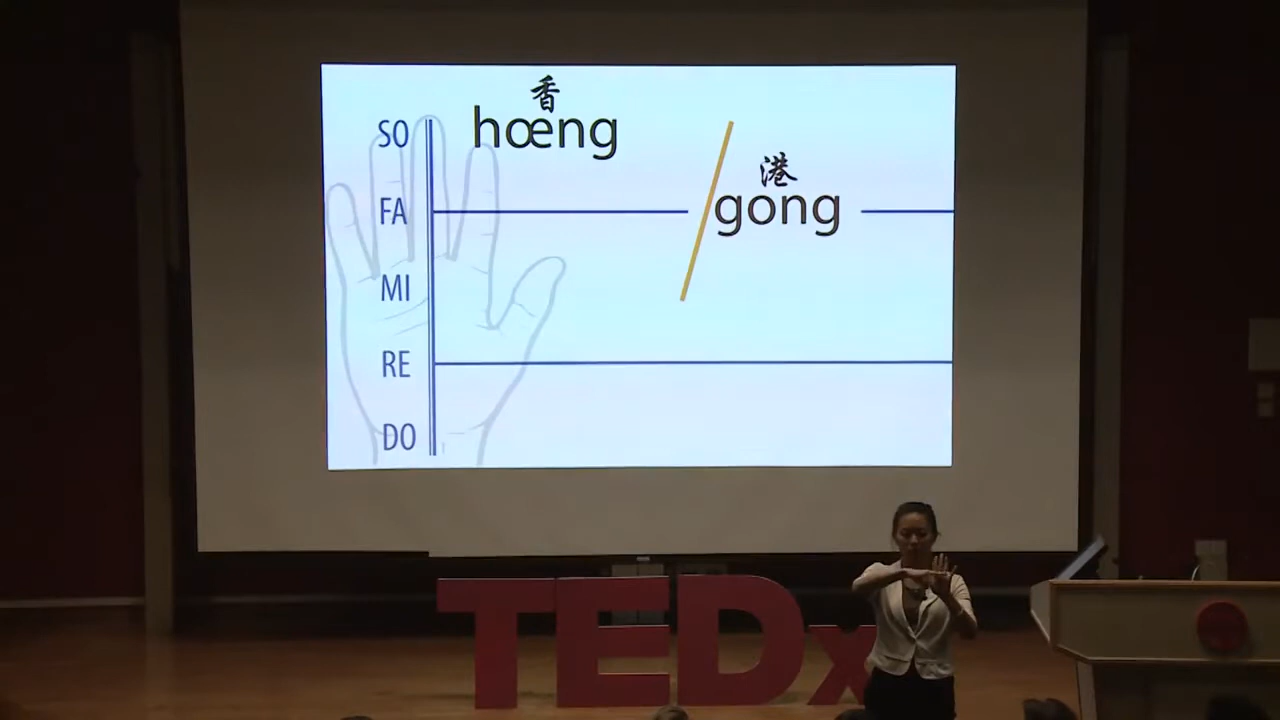 香
SO hœng
港
FA gong
MI
RE
DO
TEDx